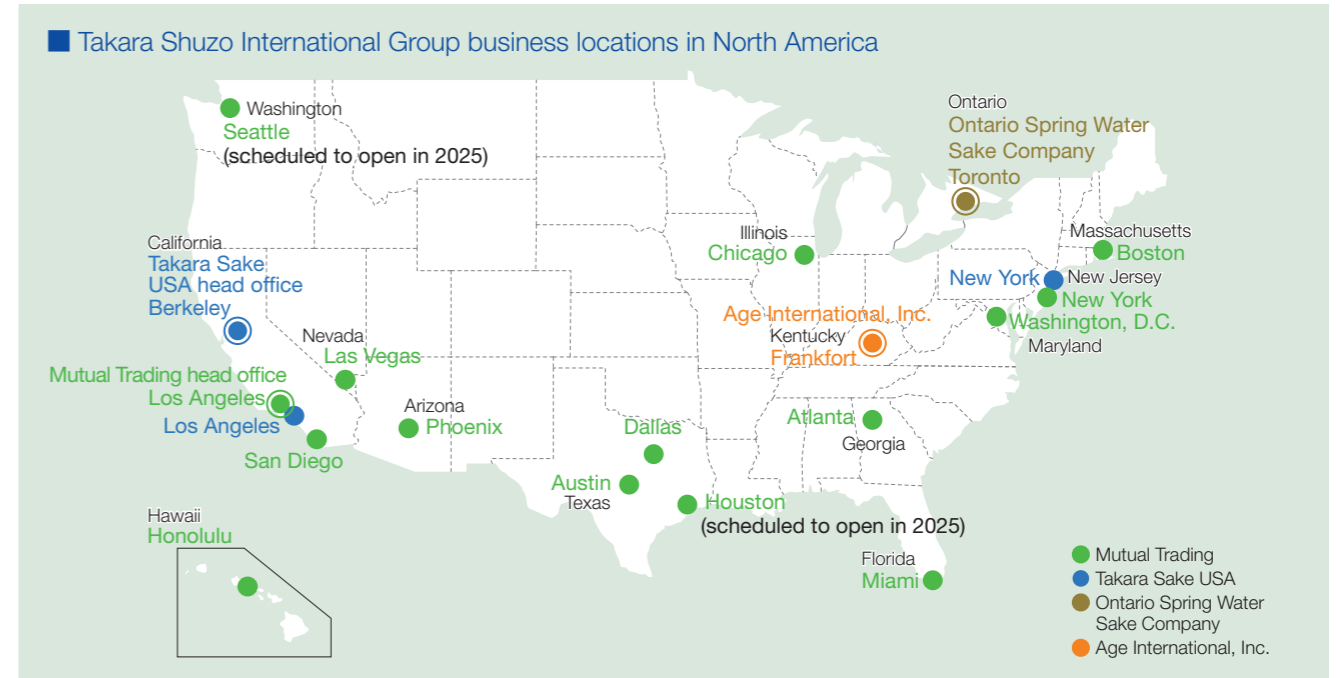 Takara Shuzo International Group business locations in North America
Washington
Seattle
(scheduled to open in 2025)
Ontario
Ontario Spring Water
Sake Company
Toronto
Illinois
Chicago
Massachusetts
Boston
California
Takara Sake
USA head office
Berkeley
New York
New Jersey
New York
Washington, D.C.
Maryland
Age International, Inc.
Kentucky
Frankfort
Nevada
Las Vegas
Mutual Trading head office
Los Angeles
Los Angeles
San Diego
Arizona
Phoenix
Dallas
Austin
Texas
Houston
(scheduled to open in 2025)
Atlanta
Georgia
Hawaii
Honolulu
Florida
Miami
Mutual Trading
Takara Sake USA
Ontario Spring Water
Sake Company
Age International, Inc.